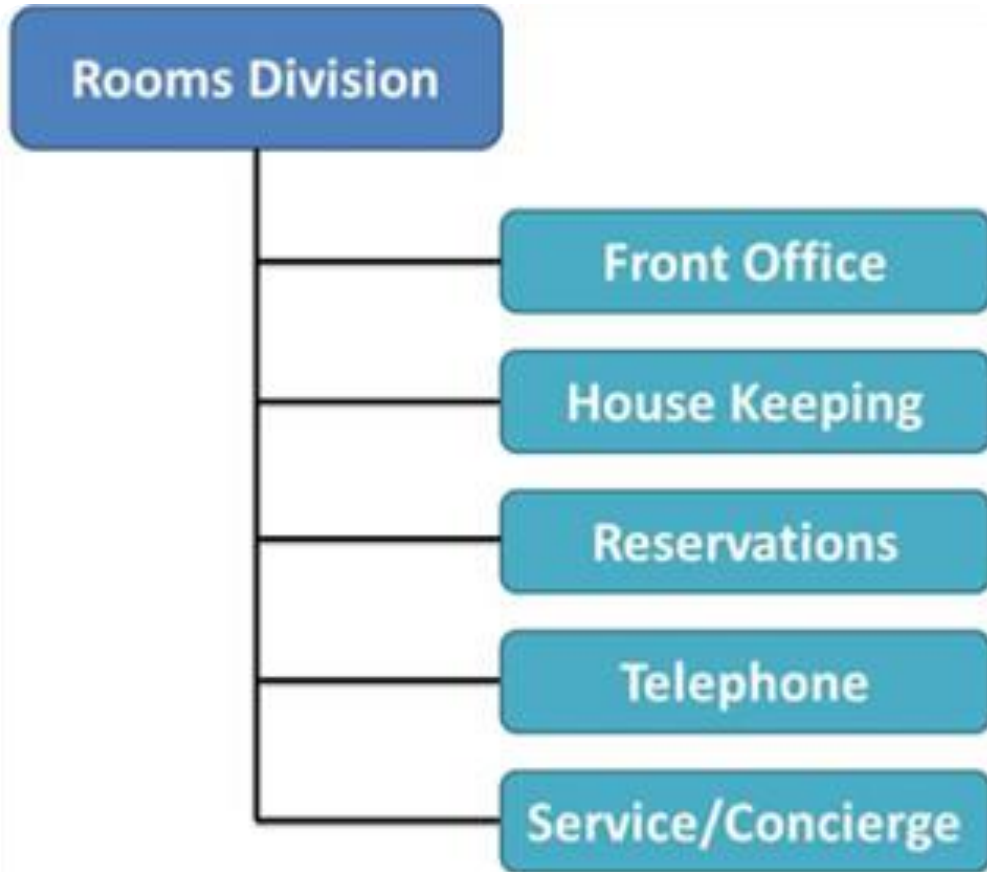 Rooms Division
Front Office
House Keeping
Reservations
Telephone
Service/Concierge